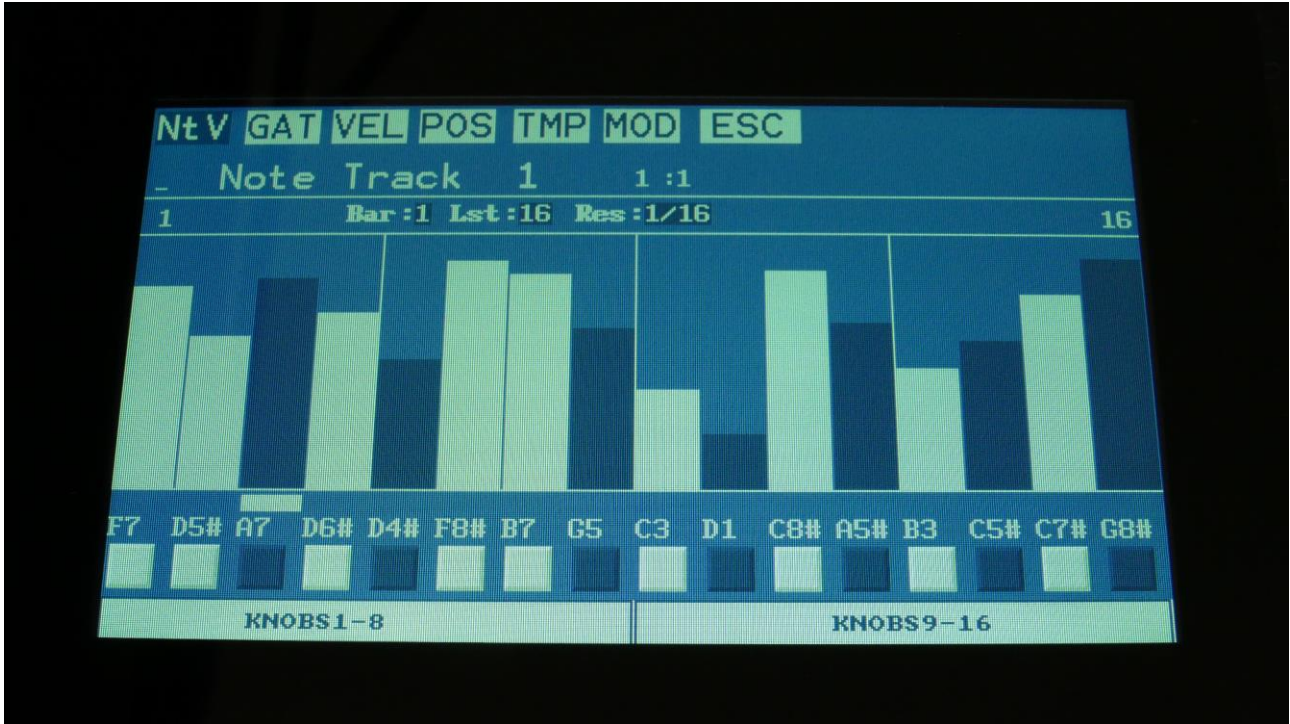 Nt V GAT VEL POS TMP MOD ESC
_ Note Track 1 1 :1
1 Bar:1 Lst:16 Res:1/16 16
F7 D5# A7 D6# D4# F8# B7 G5 C3 D1 C8# A5# B3 C5# C7# G8#
KNOBS1-8 KNOBS9-16